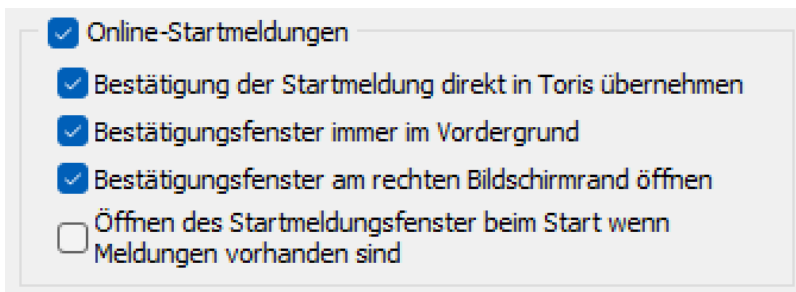 Online-Startmeldungen
Bestätigung der Startmeldung direkt in Toris übernehmen
Bestätigungsfenster immer im Vordergrund
Bestätigungsfenster am rechten Bildschirmrand öffnen
Öffnen des Startmeldungsfenster beim Start wenn
Meldungen vorhanden sind